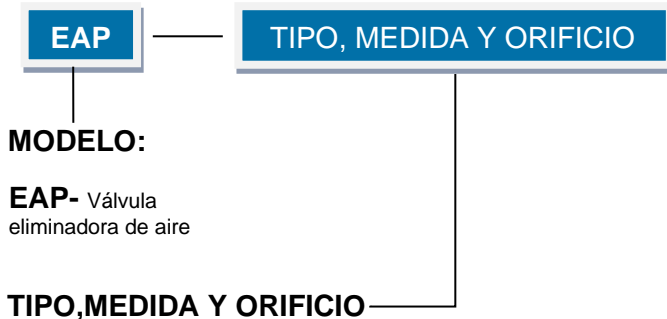 EAP
TIPO, MEDIDA Y ORIFICIO
MODELO:
EAP- Válvula
eliminadora de aire
TIPO,MEDIDA Y ORIFICIO